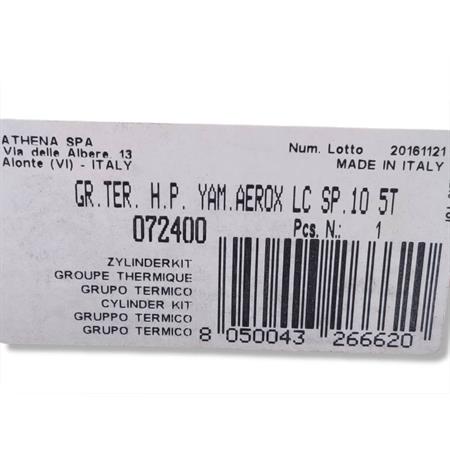 ATHENA SPA
Via delle Albere, 13
Alonte (VI) - ITALY
Num. Lotto 20161121
MADE IN ITALY
GR.TER. H.P. YAM.AEROX LC SP.10 5T
072400
Pcs. N.: 1
ZYLINDERKIT
GROUPE THERMIQUE
GRUPO TERMICO
CYLINDER KIT
GRUPPO TERMICO
GRUPO TERMICO
8 050043 266620